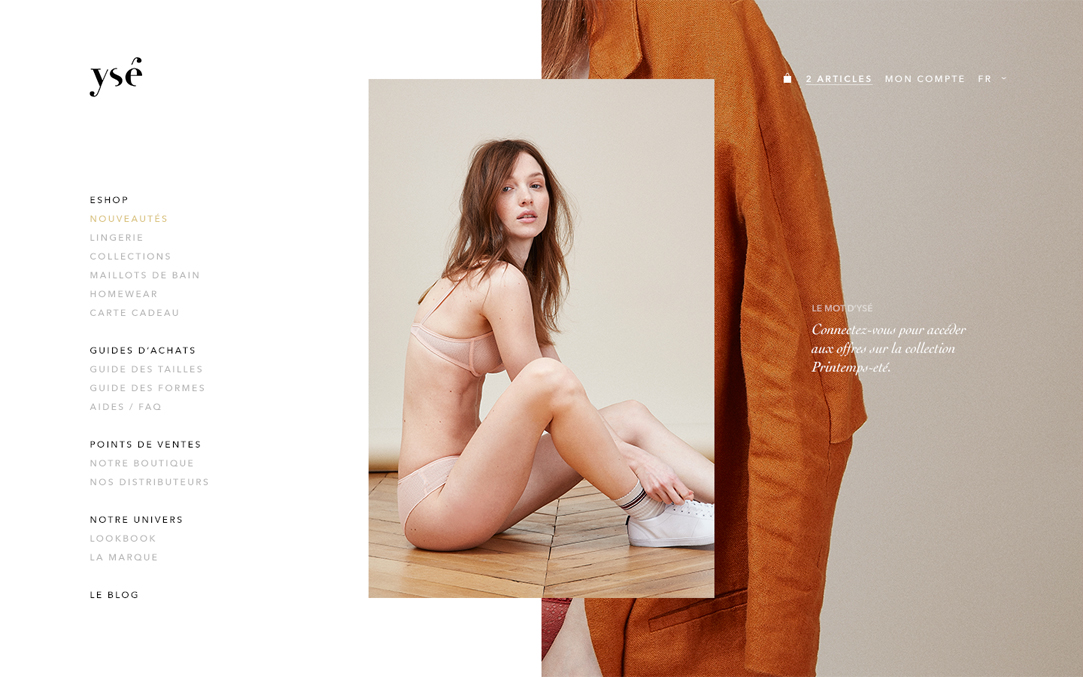 ysé
2 ARTICLES MON COMPTE FR
ESHOP
NOUVEAUTÉS
LINGERIE
COLLECTIONS
MAILLOTS DE BAIN
HOMEWEAR
CARTE CADEAU
GUIDES D'ACHATS
GUIDE DES TAILLES
GUIDE DES FORMES
AIDES / FAQ
POINTS DE VENTES
NOTRE BOUTIQUE
NOS DISTRIBUTEURS
NOTRE UNIVERS
LOOKBOOK
LA MARQUE
LE BLOG
LE MOT D'YSÉ
Connectez-vous pour accéder
aux offres sur la collection
Printemps-eté.